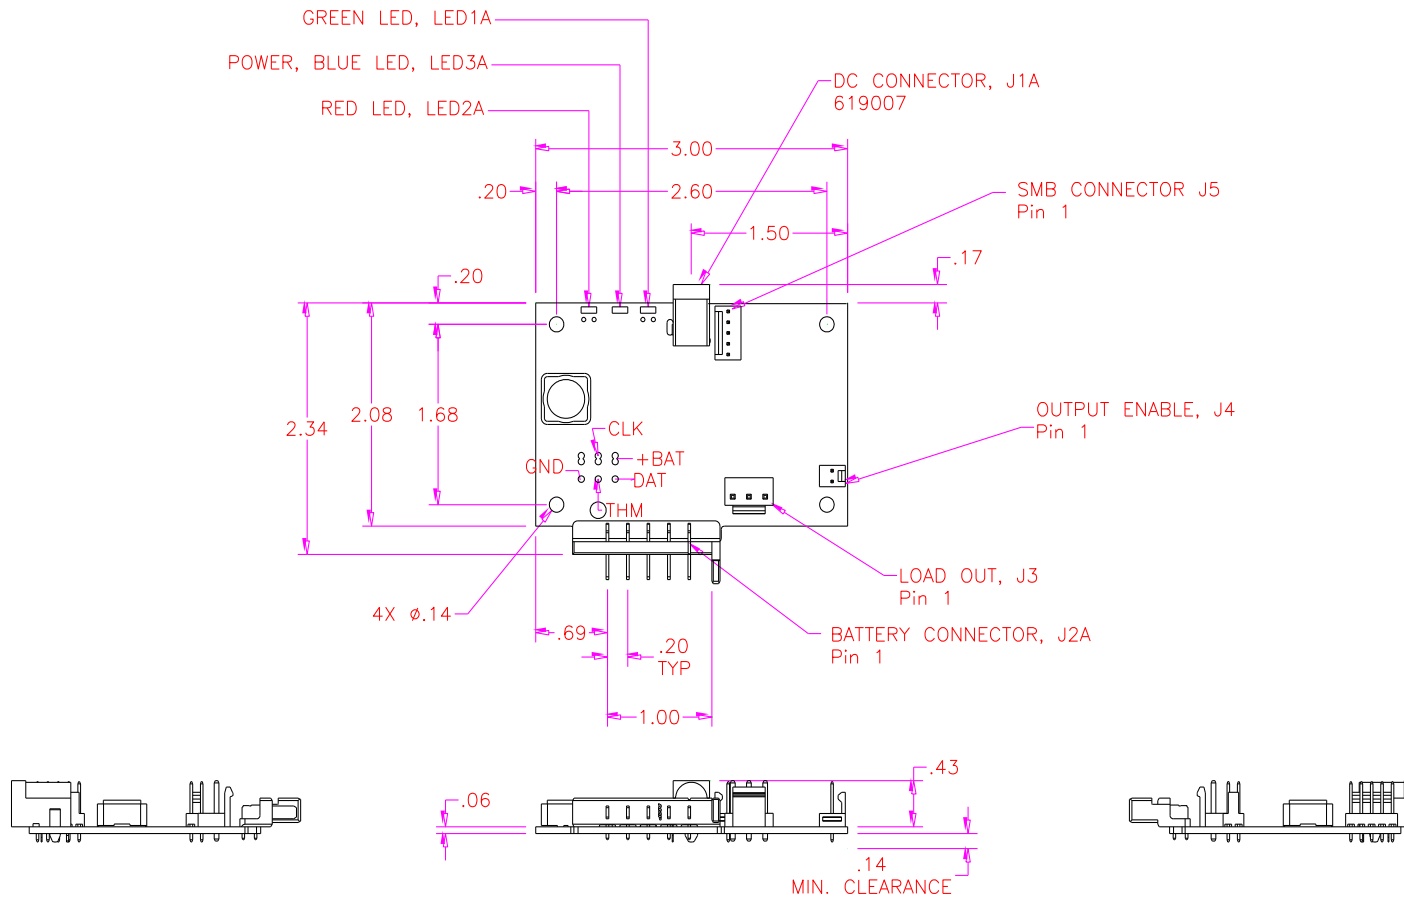 GREEN LED, LED1A
POWER, BLUE LED, LED3A
RED LED, LED2A
DC CONNECTOR, J1A
619007
3.00
.20
2.60
SMB CONNECTOR J5
Pin 1
1.50
.17
.20
2.34
2.08
1.68
OUTPUT ENABLE, J4
Pin 1
CLK
+BAT
GND
DAT
THM
4X ø.14
LOAD OUT, J3
Pin 1
.69
.20
TYP
BATTERY CONNECTOR, J2A
Pin 1
1.00
.06
.43
.14
MIN. CLEARANCE